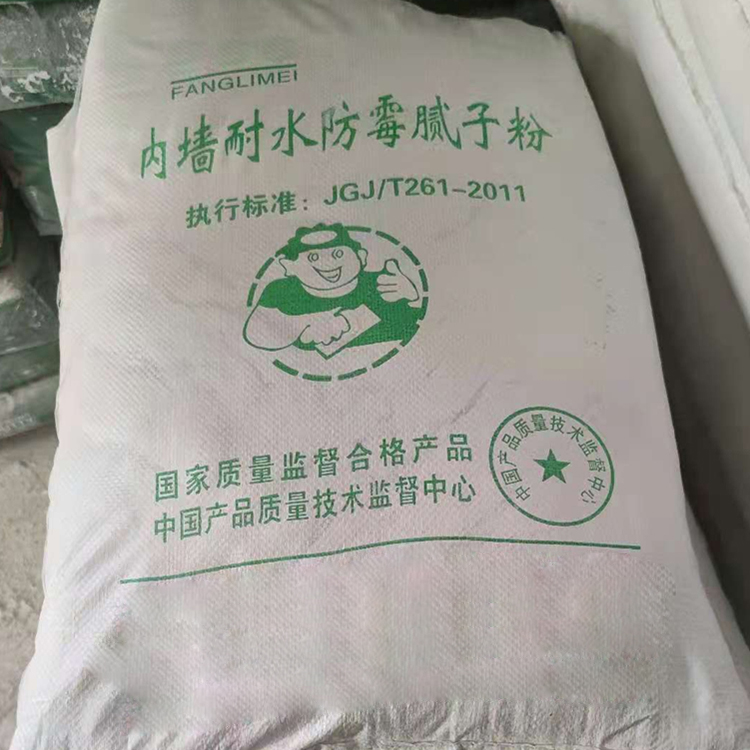 FANGLIMEI
内墙耐水防霉腻子粉
执行标准：JGJ/T261-2011
国家质量监督合格产品
中国产品质量技术监督中心
中国产品质量技术监督中心